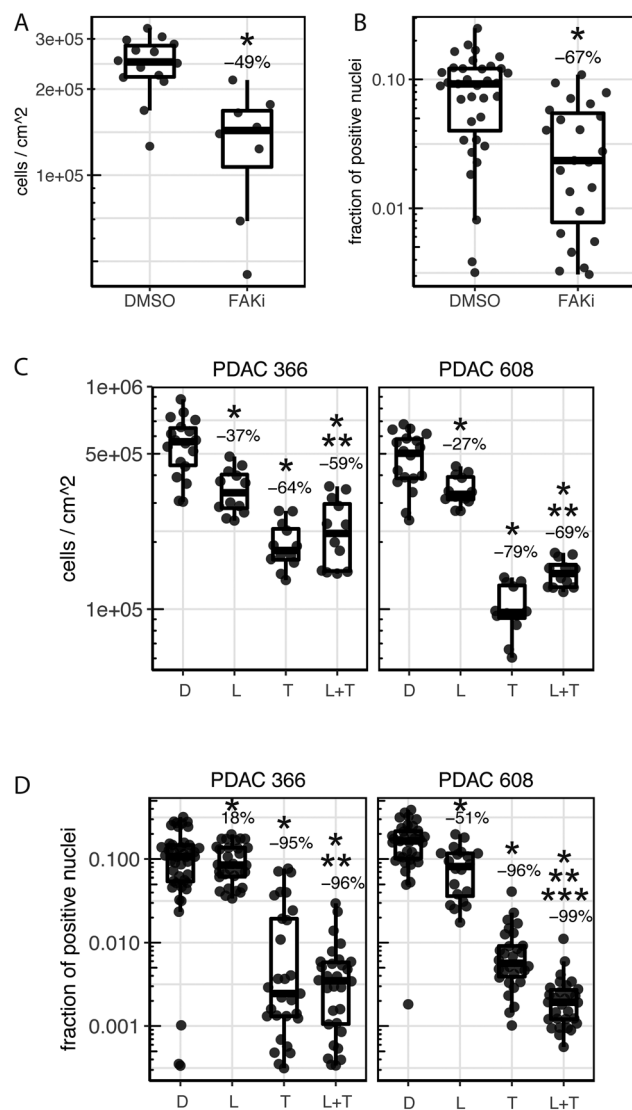 A
cells / cm^2
3e+05
2e+05
1e+05
*
−49%
DMSO
FAKi
B
fraction of positive nuclei
0.10
0.01
*
−67%
DMSO
FAKi
C
PDAC 366
PDAC 608
cells / cm^2
1e+06
5e+05
1e+05
*
−37%
*
−64%
*
**
−59%
*
−27%
*
−79%
*
**
−69%
D
L
T
L+T
D
L
T
L+T
D
PDAC 366
PDAC 608
fraction of positive nuclei
0.100
0.010
0.001
*
18%
*
−95%
*
**
−96%
*
−51%
*
−96%
*
**
***
−99%
D
L
T
L+T
D
L
T
L+T